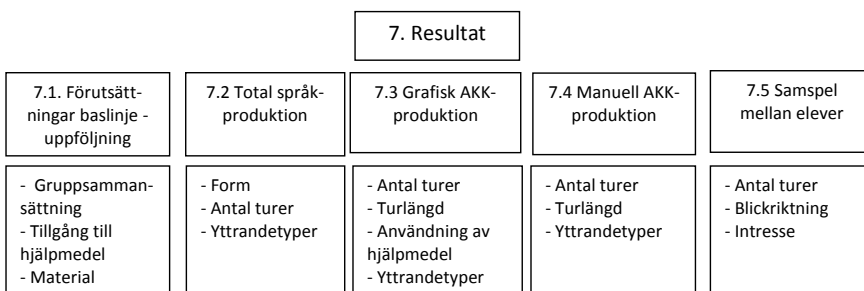 7. Resultat
7.1. Förutsätt-
ningar baslinje -
uppföljning
7.2 Total språk-
produktion
7.3 Grafisk AKK-
produktion
7.4 Manuell AKK-
produktion
7.5 Samspel
mellan elever
- Gruppsamman-
sättning
- Tillgång till
hjälpmedel
- Material
- Form
- Antal turer
- Yttrandetyper
- Antal turer
- Turlängd
- Användning av
hjälpmedel
- Yttrandetyper
- Antal turer
- Turlängd
- Yttrandetyper
- Antal turer
- Blickriktning
- Intresse